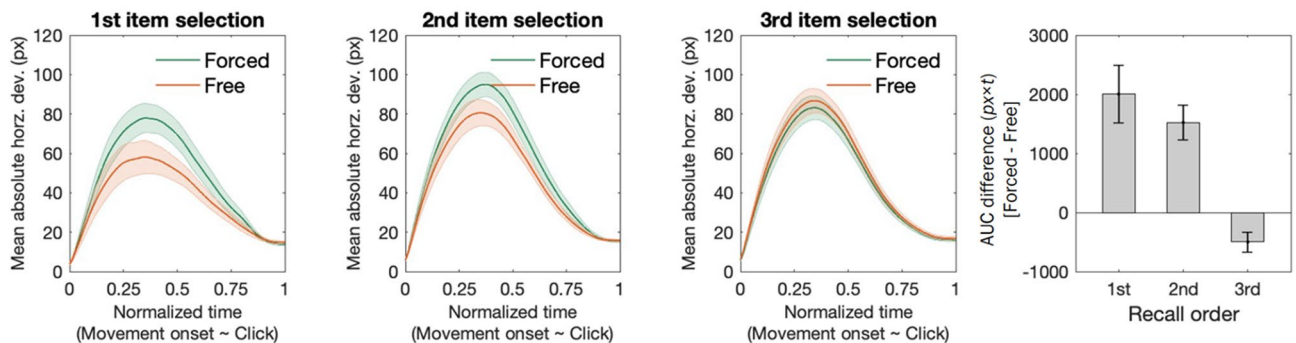 1st item selection
Mean absolute horz. dev. (px)
120
100
80
60
40
20
0
Forced
Free
0
0.25
0.5
0.75
1
Normalized time
(Movement onset ~ Click)
2nd item selection
Mean absolute horz. dev. (px)
120
100
80
60
40
20
0
Forced
Free
0
0.25
0.5
0.75
1
Normalized time
(Movement onset ~ Click)
3rd item selection
Mean absolute horz. dev. (px)
120
100
80
60
40
20
0
Forced
Free
0
0.25
0.5
0.75
1
Normalized time
(Movement onset ~ Click)
AUC difference (px×t)
[Forced - Free]
3000
2000
1000
0
-1000
1st
2nd
3rd
Recall order